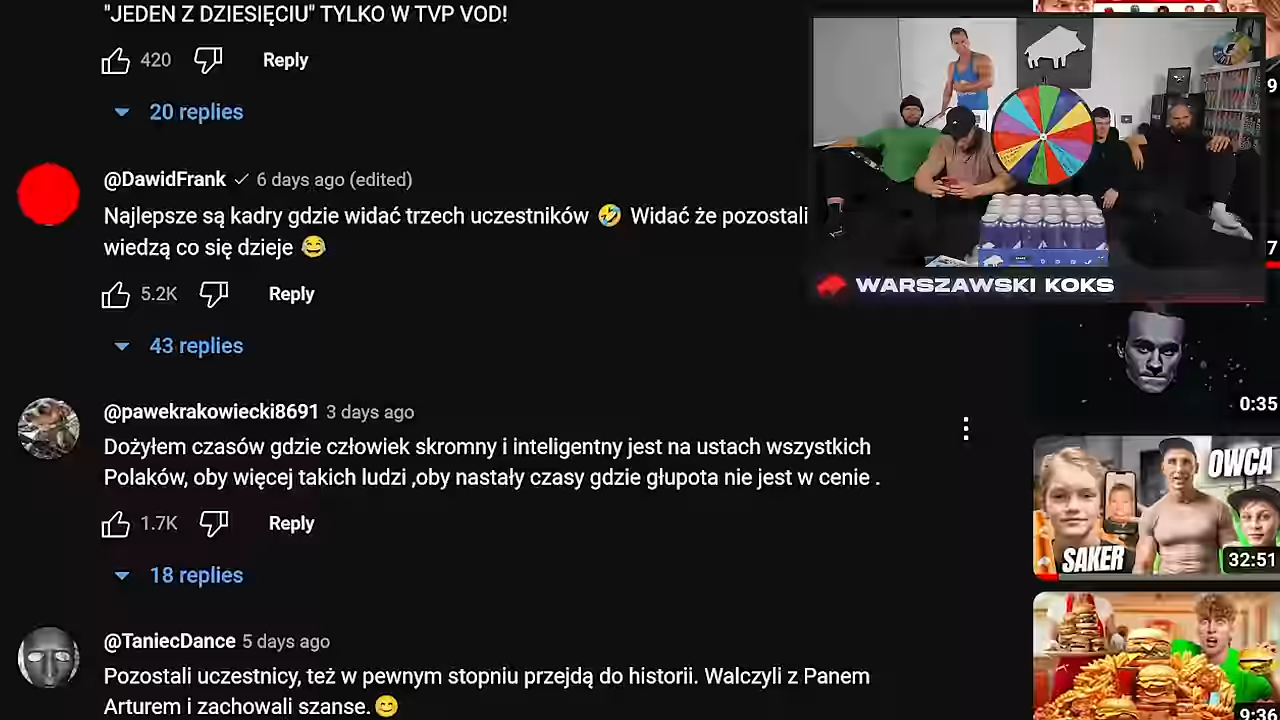 "JEDEN Z DZIESIĘCIU" TYLKO W TVP VOD!
420 Reply
20 replies
@DawidFrank 6 days ago (edited)
Najlepsze są kadry gdzie widać trzech uczestników 🤣 Widać że pozostali
wiedzą co się dzieje 😂
5.2K Reply
43 replies
@pawekrakowiecki8691 3 days ago
Dożyłem czasów gdzie człowiek skromny i inteligentny jest na ustach wszystkich
Polaków, oby więcej takich ludzi ,oby nastały czasy gdzie głupota nie jest w cenie .
1.7K Reply
18 replies
@TaniecDance 5 days ago
Pozostali uczestnicy, też w pewnym stopniu przejdą do historii. Walczyli z Panem
Arturem i zachowali szanse.😊
WARSZAWSKI KOKS
9
7
0:35
OWCA
SAKER
32:51
9:36